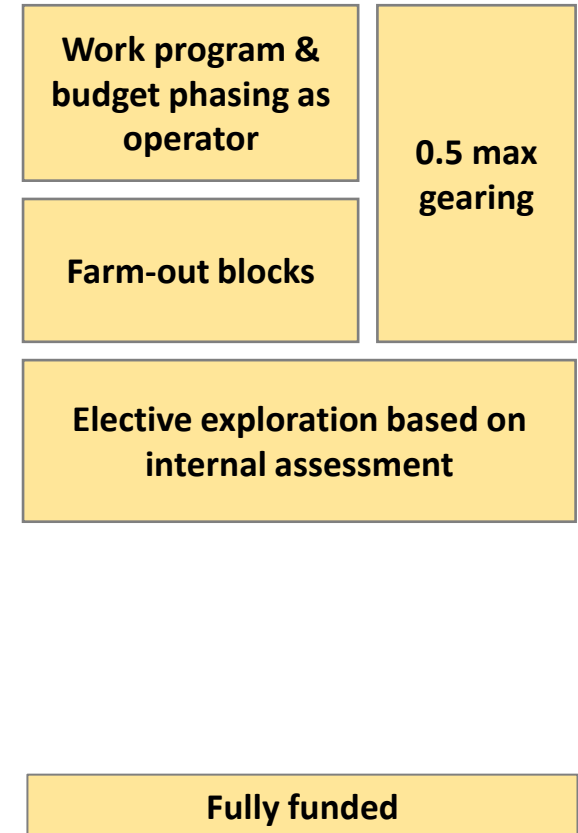 Work program &
budget phasing as
operator
0.5 max
gearing
Farm-out blocks
Elective exploration based on
internal assessment
Fully funded